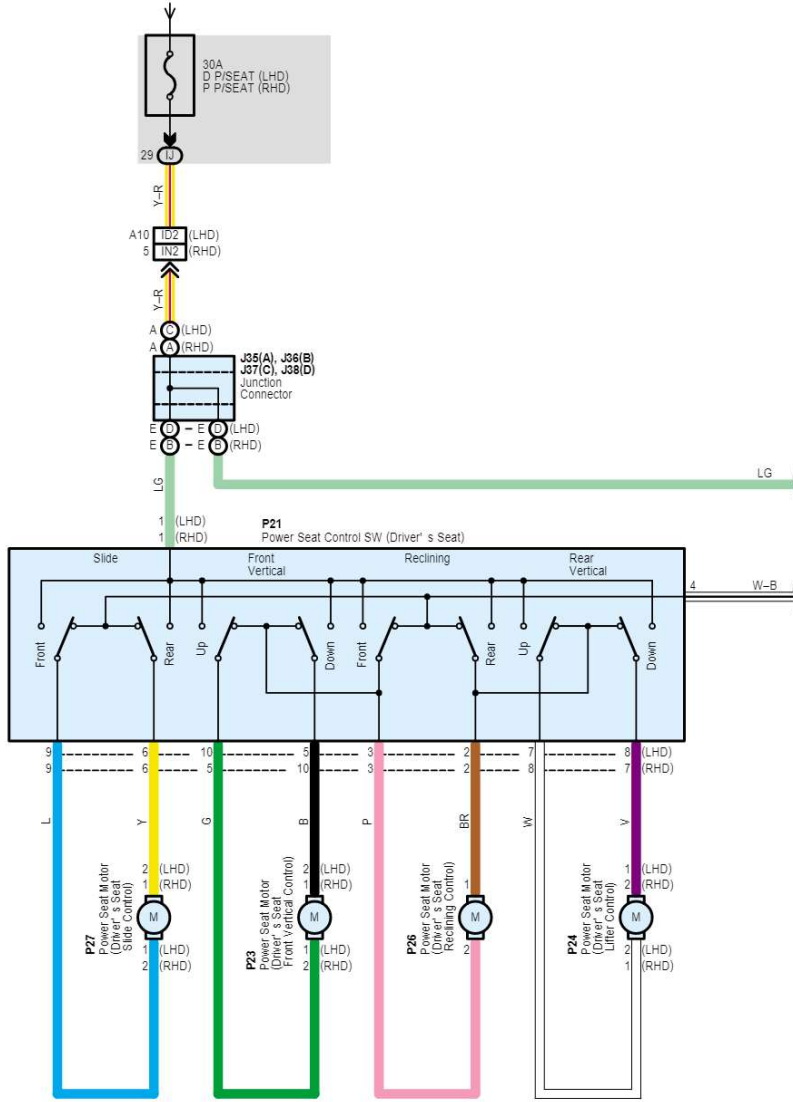 30A
D P/SEAT (LHD)
P P/SEAT (RHD)
29 IJ
Y–R
A10 ID2 (LHD)
5 IN2 (RHD)
Y–R
A C (LHD)
A A (RHD)
J35(A), J36(B)
J37(C), J38(D)
Junction
Connector
E D – E D (LHD)
E B – E B (RHD)
LG
LG
1 (LHD)
1 (RHD)
P21
Power Seat Control SW (Driver' s Seat)
Slide
Front
Vertical
Reclining
Rear
Vertical
4
W–B
Front
Rear
Up
Down
Front
Rear
Up
Down
9 6 10 5 3 2 7 8 (LHD)
9 6 5 10 3 2 8 7 (RHD)
L
Y
G
B
P
BR
W
V
2 (LHD)
1 (RHD)
M
1 (LHD)
2 (RHD)
P27
Power Seat Motor
(Driver' s Seat
Slide Control)
2 (LHD)
1 (RHD)
M
1 (LHD)
2 (RHD)
P23
Power Seat Motor
(Driver' s Seat
Front Vertical Control)
1
M
2
P26
Power Seat Motor
(Driver' s Seat
Reclining Control)
1 (LHD)
2 (RHD)
M
2 (LHD)
1 (RHD)
P24
Power Seat Motor
(Driver' s Seat
Lifter Control)